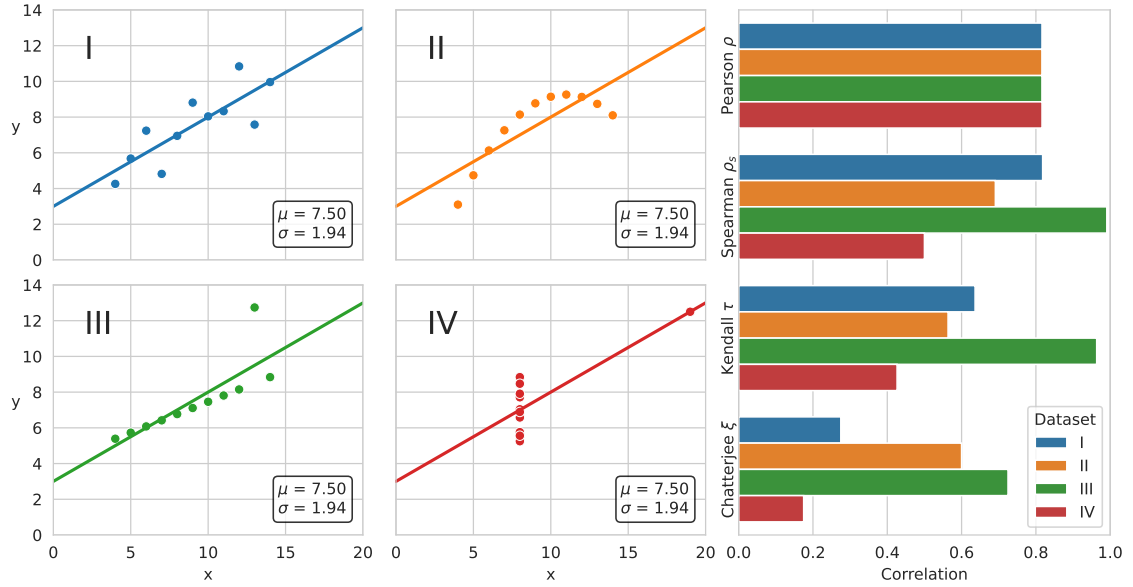 14
12
10
8
6
4
2
0
y
I
μ = 7.50
σ = 1.94
II
μ = 7.50
σ = 1.94
14
12
10
8
6
4
2
0
y
III
μ = 7.50
σ = 1.94
0 5 10 15 20
x
IV
μ = 7.50
σ = 1.94
0 5 10 15 20
x
Pearson ρ
Spearman ρₛ
Kendall τ
Chatterjee ξ
Dataset
I
II
III
IV
0.0 0.2 0.4 0.6 0.8 1.0
Correlation